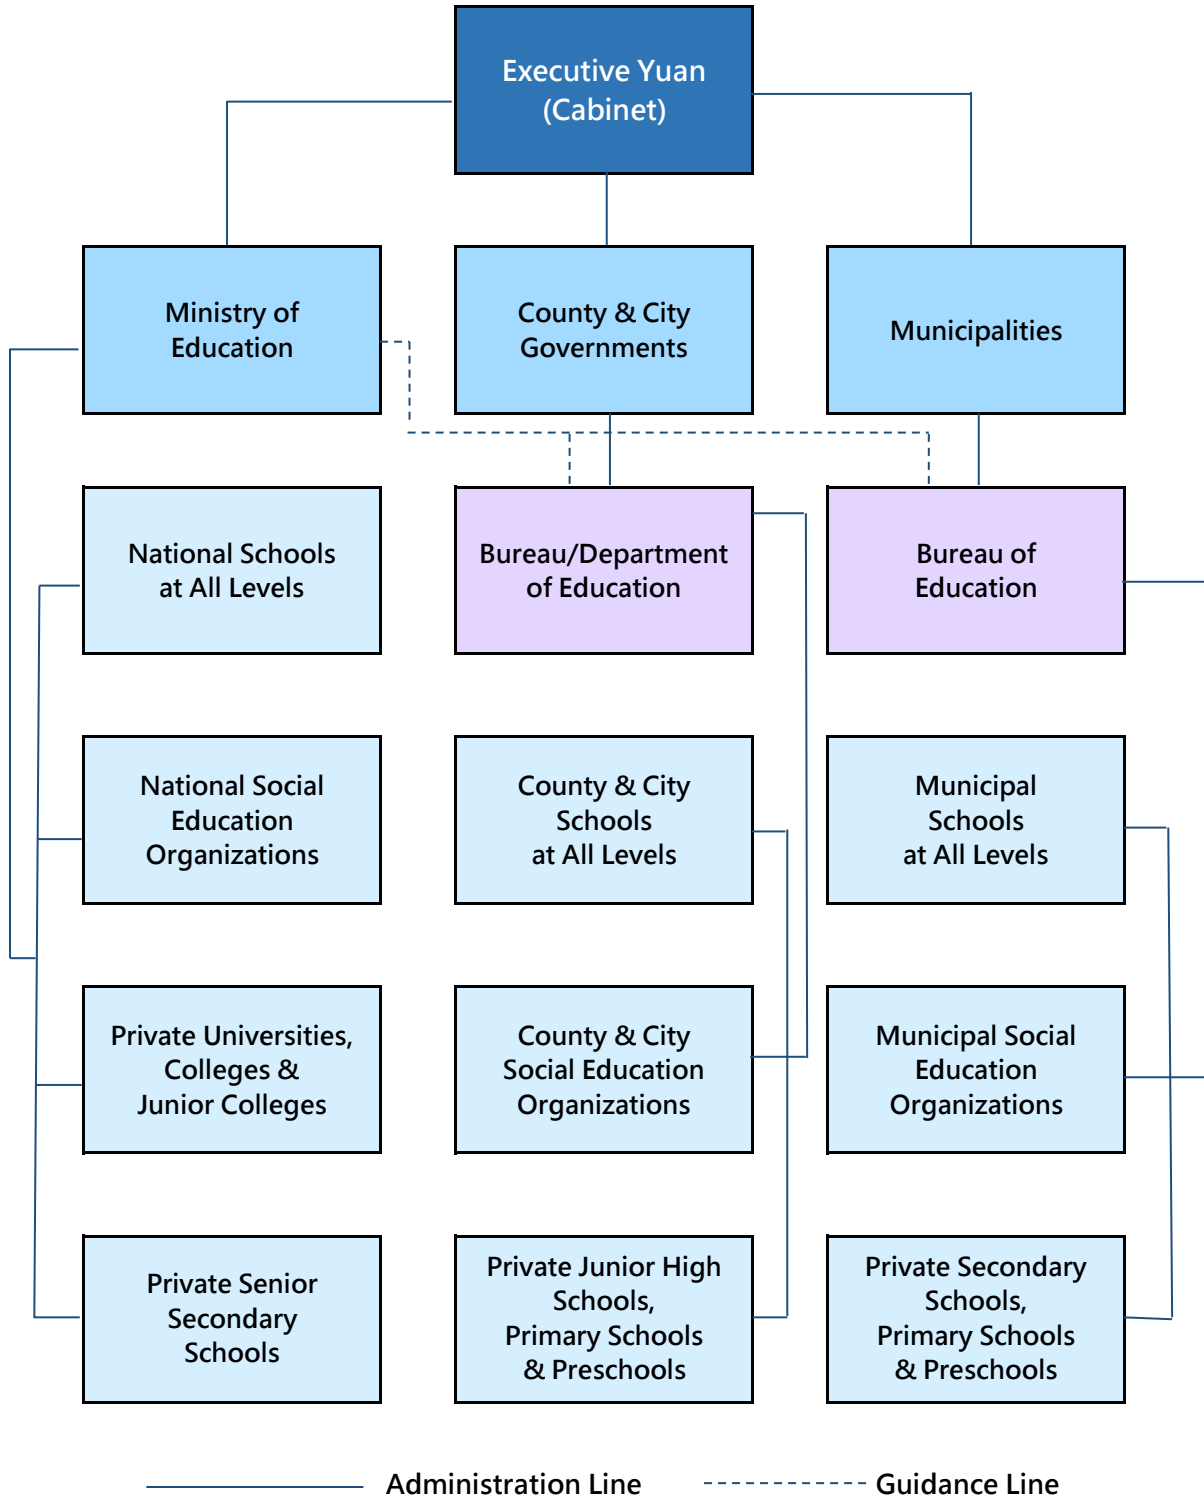 Executive Yuan
(Cabinet)
Ministry of
Education
County & City
Governments
Municipalities
National Schools
at All Levels
Bureau/Department
of Education
Bureau of
Education
National Social
Education
Organizations
County & City
Schools
at All Levels
Municipal
Schools
at All Levels
Private Universities,
Colleges &
Junior Colleges
County & City
Social Education
Organizations
Municipal Social
Education
Organizations
Private Senior
Secondary
Schools
Private Junior High
Schools,
Primary Schools
& Preschools
Private Secondary
Schools,
Primary Schools
& Preschools
Administration Line
Guidance Line